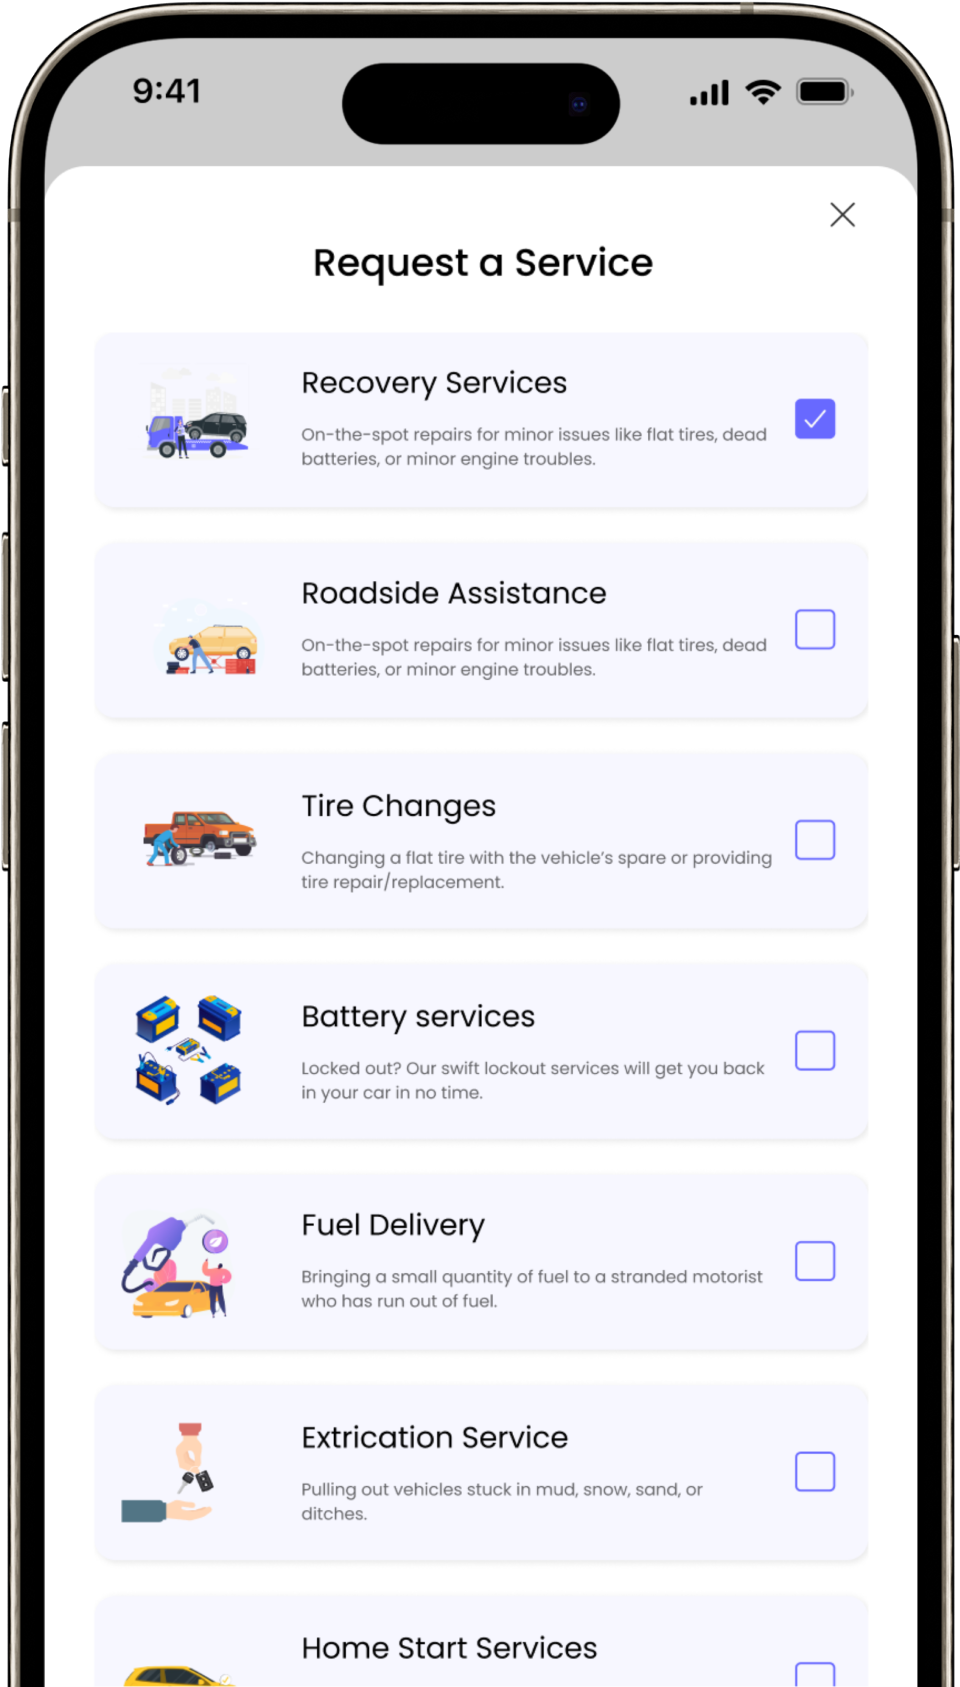 9:41
Request a Service
Recovery Services
On-the-spot repairs for minor issues like flat tires, dead
batteries, or minor engine troubles.
Roadside Assistance
On-the-spot repairs for minor issues like flat tires, dead
batteries, or minor engine troubles.
Tire Changes
Changing a flat tire with the vehicle’s spare or providing
tire repair/replacement.
Battery services
Locked out? Our swift lockout services will get you back
in your car in no time.
Fuel Delivery
Bringing a small quantity of fuel to a stranded motorist
who has run out of fuel.
Extrication Service
Pulling out vehicles stuck in mud, snow, sand, or
ditches.
Home Start Services